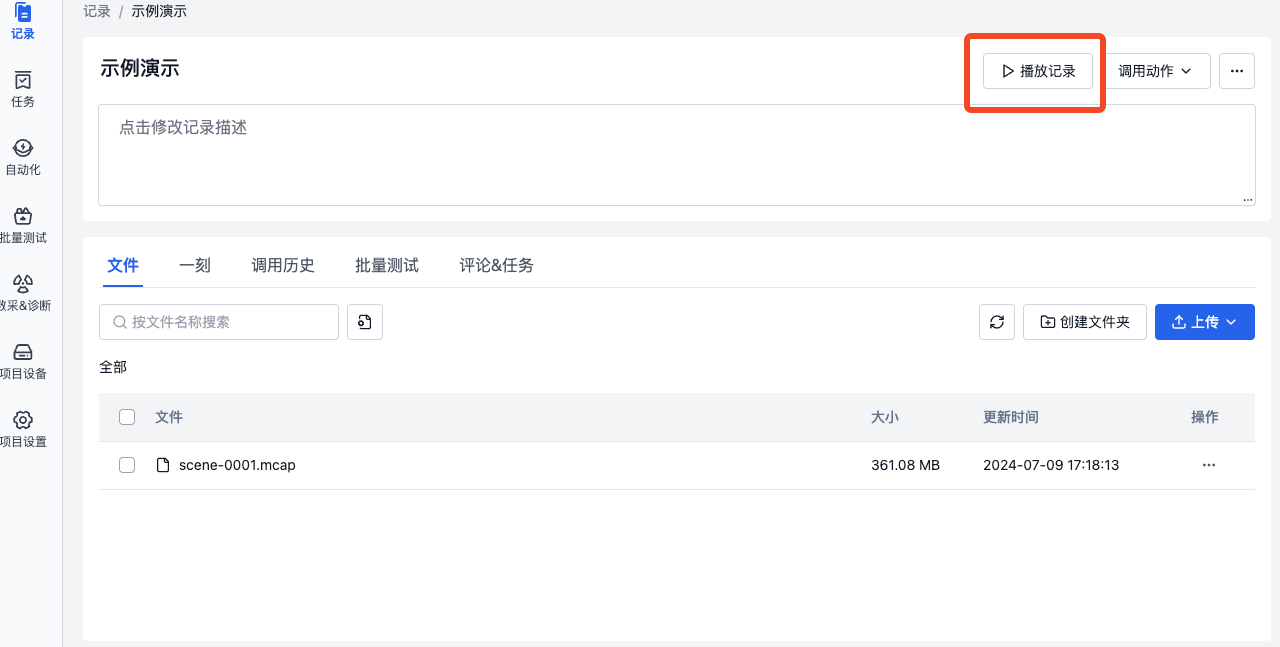 记录
任务
自动化
批量测试
数采&诊断
项目设备
项目设置
记录 / 示例演示
示例演示
播放记录
调用动作
点击修改记录描述
文件 一刻 调用历史 批量测试 评论&任务
按文件名称搜索
创建文件夹
上传
全部
文件 大小 更新时间 操作
scene-0001.mcap 361.08 MB 2024-07-09 17:18:13